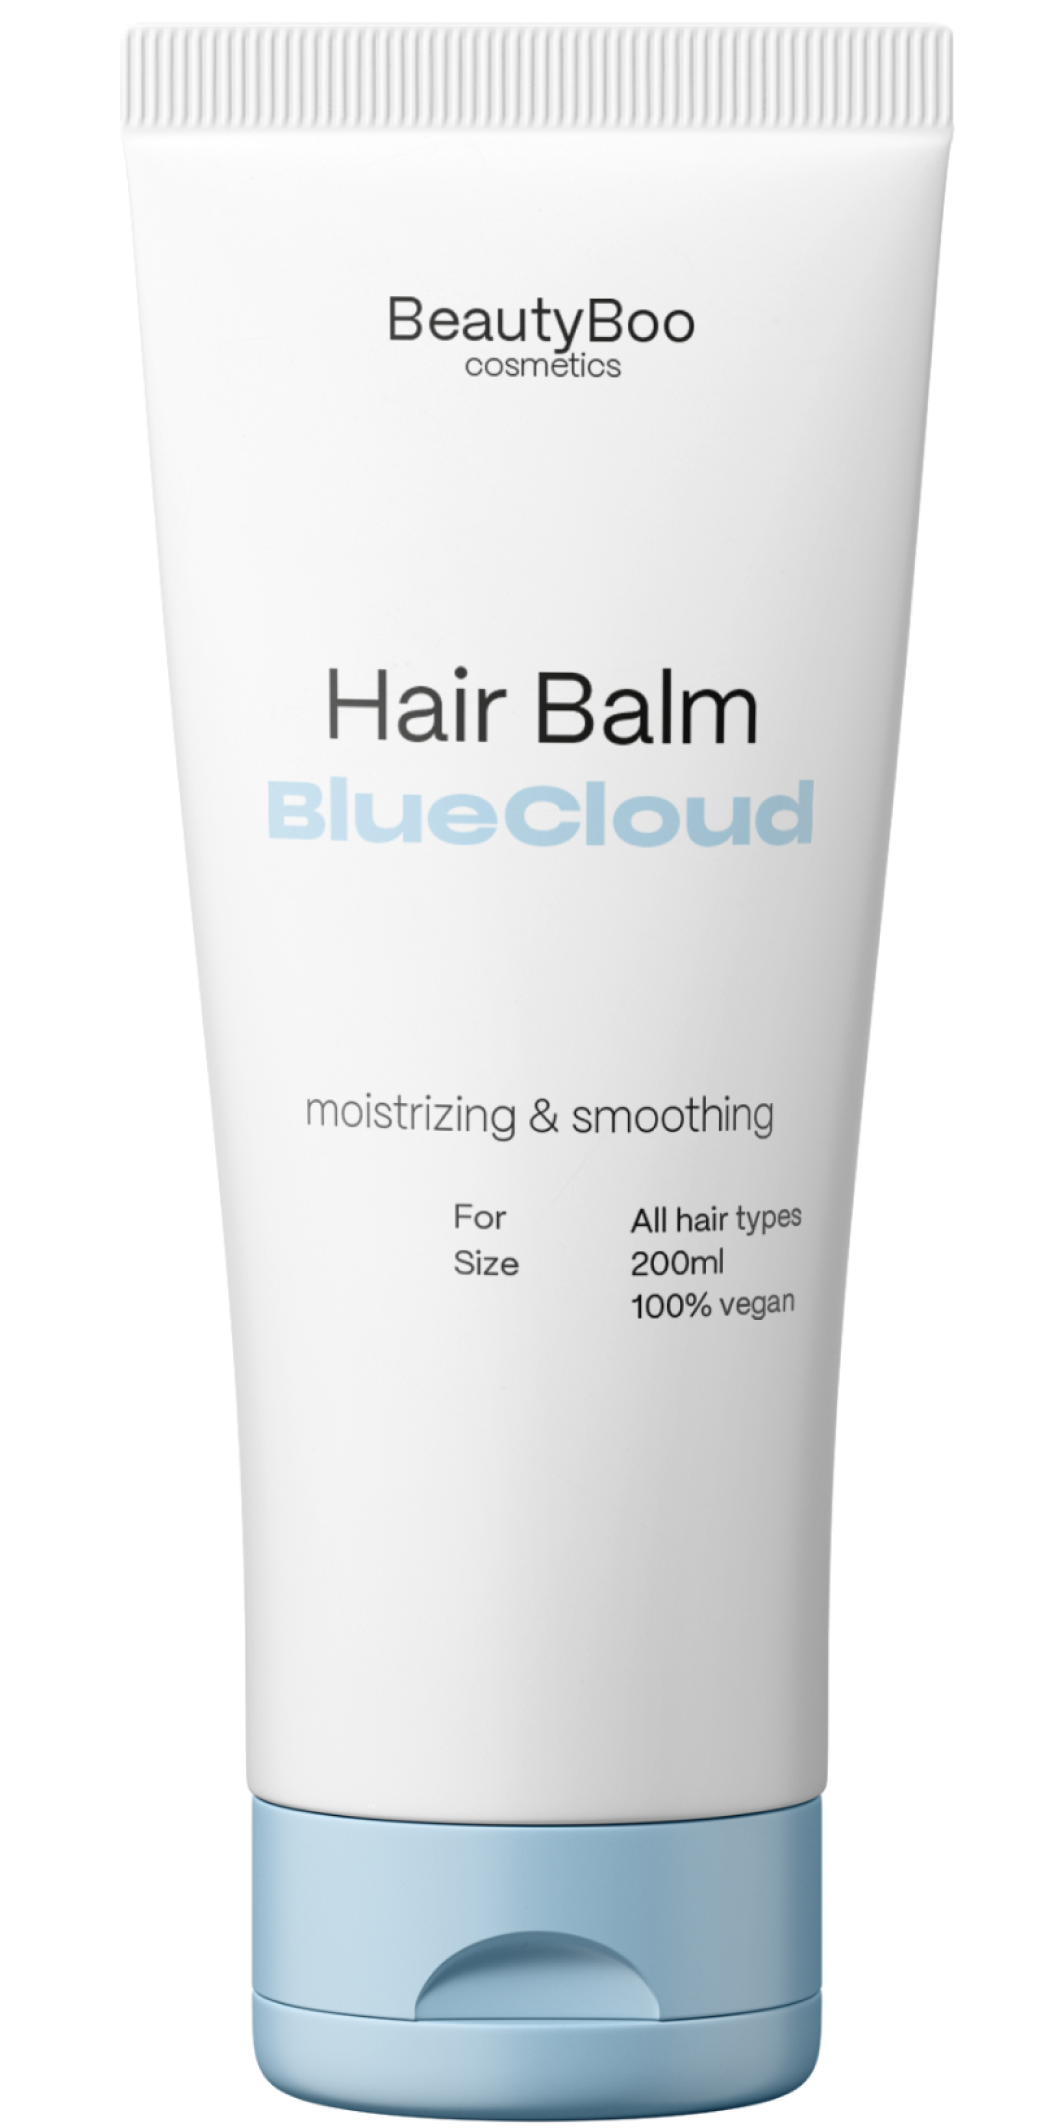 BeautyBoo
cosmetics
Hair Balm
BlueCloud
moistrizing & smoothing
For All hair types
Size 200ml
100% vegan